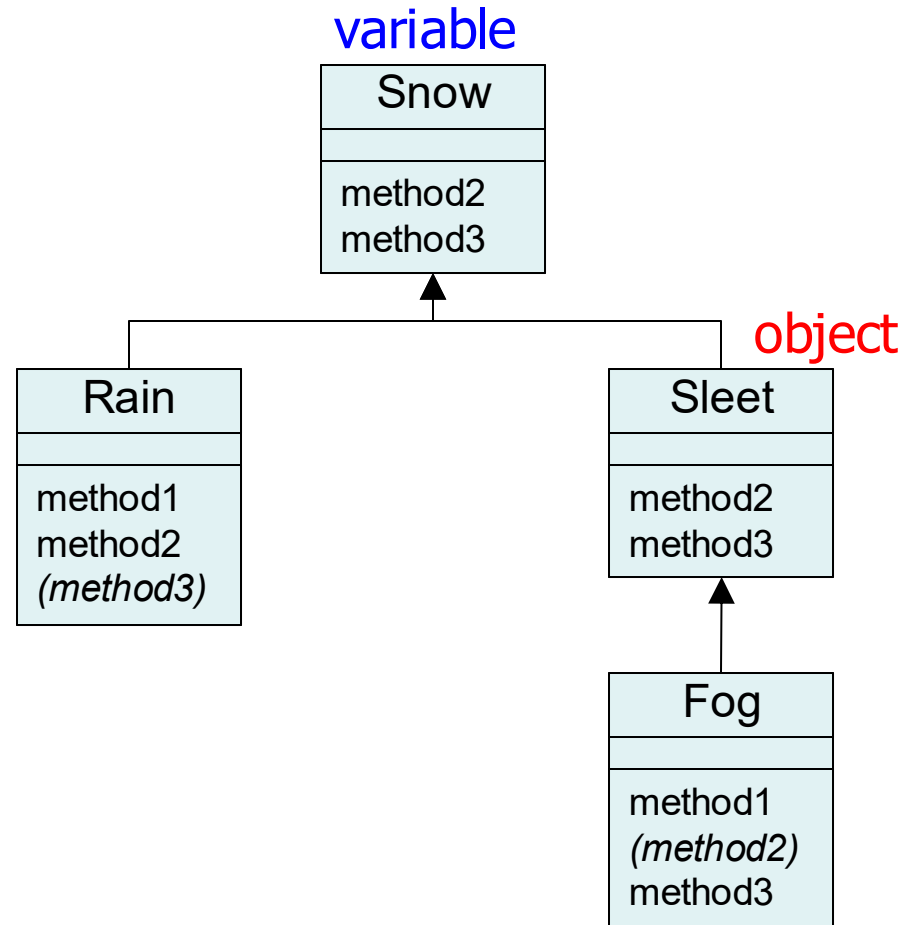 variable
Snow
method2
method3
object
Rain
method1
method2
(method3)
Sleet
method2
method3
Fog
method1
(method2)
method3